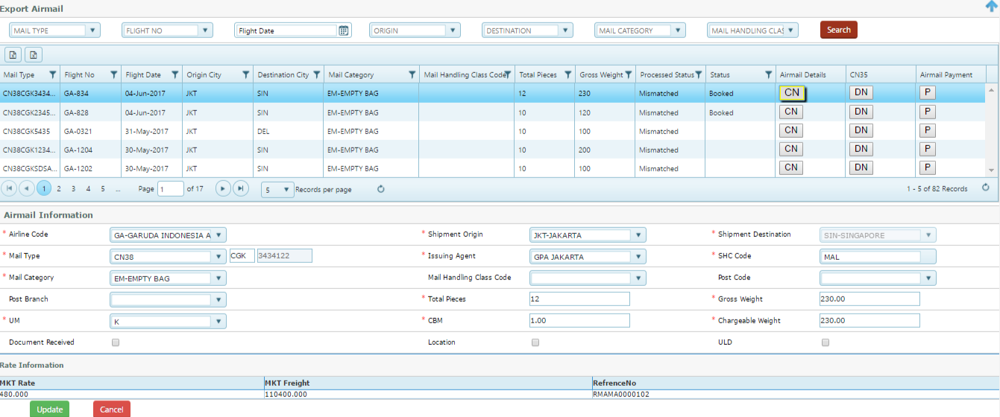 Export Airmail
MAIL TYPE FLIGHT NO Flight Date ORIGIN DESTINATION MAIL CATEGORY MAIL HANDLING CLAS Search
Mail Type Flight No Flight Date Origin City Destination City Mail Category Mail Handling Class Code Total Pieces Gross Weight Processed Status Status Airmail Details CN35 Airmail Payment
CN38CGK3434... GA-834 04-Jun-2017 JKT SIN EM-EMPTY BAG 12 230 Mismatched Booked CN DN P
CN38CGK2345... GA-828 04-Jun-2017 JKT SIN EM-EMPTY BAG 10 120 Mismatched Booked CN DN P
CN38CGK5435 GA-0321 31-May-2017 JKT DEL EM-EMPTY BAG 10 100 Mismatched CN DN P
CN38CGK1234... GA-1204 30-May-2017 JKT SIN EM-EMPTY BAG 10 200 Mismatched CN DN P
CN38CGKSDSA... GA-1202 30-May-2017 JKT SIN EM-EMPTY BAG 10 100 Mismatched CN DN P
1 2 3 4 5 ... Page 1 of 17 5 Records per page 1 - 5 of 82 Records
Airmail Information
* Airline Code GA-GARUDA INDONESIA A * Shipment Origin JKT-JAKARTA * Shipment Destination SIN-SINGAPORE
* Mail Type CN38 CGK 3434122 * Issuing Agent GPA JAKARTA * SHC Code MAL
* Mail Category EM-EMPTY BAG Mail Handling Class Code Post Code
Post Branch * Total Pieces 12 * Gross Weight 230.00
* UM K * CBM 1.00 * Chargeable Weight 230.00
Document Received Location ULD
Rate Information
MKT Rate MKT Freight RefrenceNo
480.000 110400.000 RMAMA0000102
Update Cancel